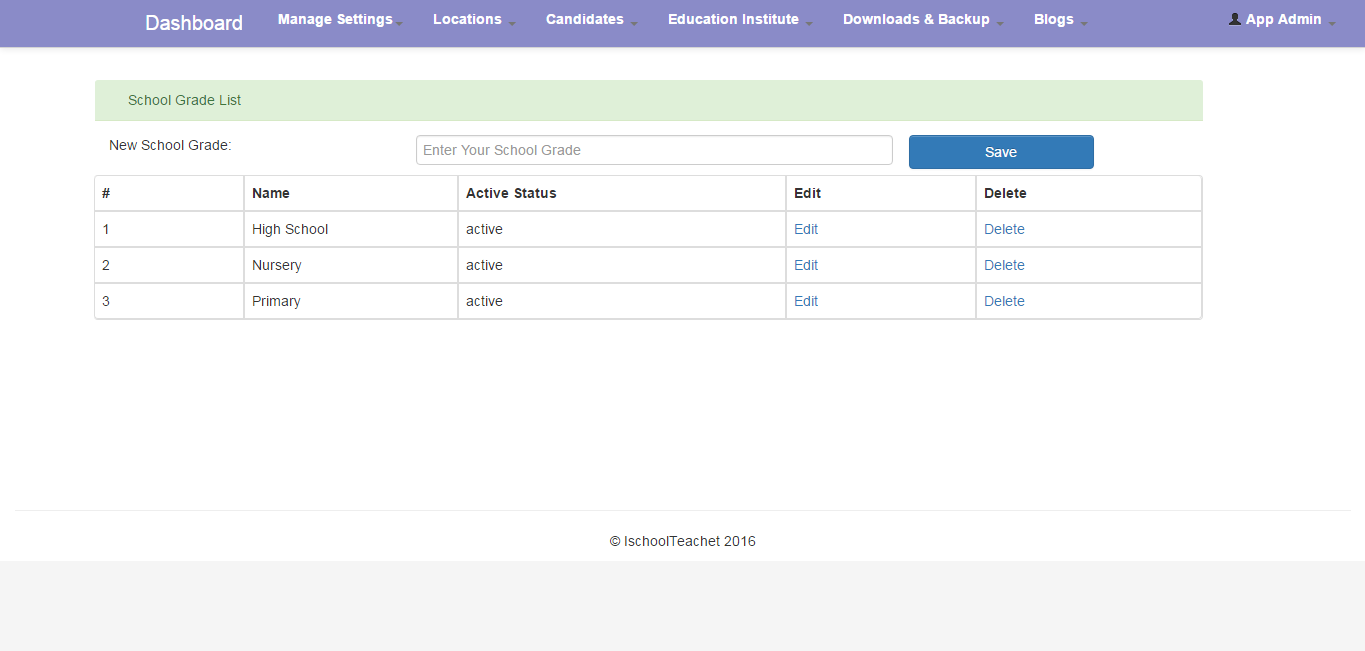 Dashboard Manage Settings Locations Candidates Education Institute Downloads & Backup Blogs App Admin
School Grade List
New School Grade: Enter Your School Grade Save
# Name Active Status Edit Delete
1 High School active Edit Delete
2 Nursery active Edit Delete
3 Primary active Edit Delete
© IschoolTeachet 2016